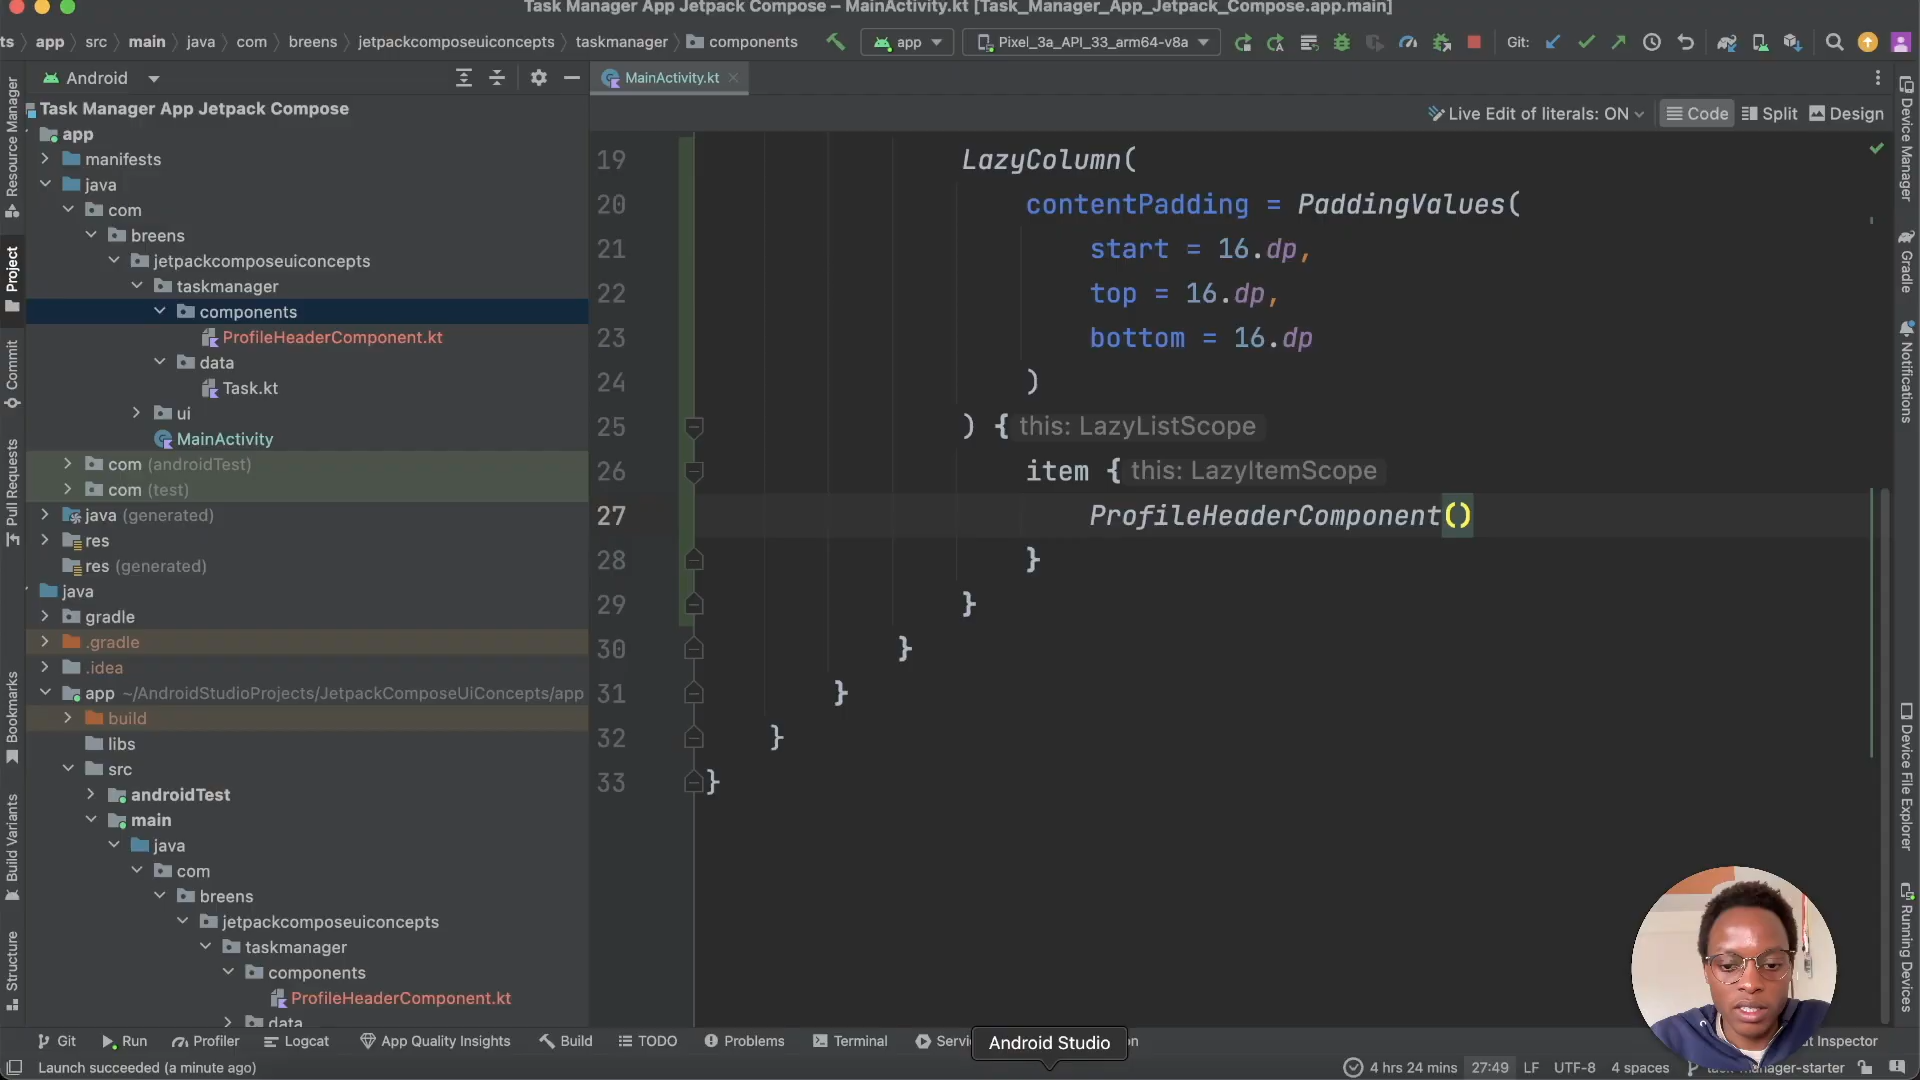 Task Manager App Jetpack Compose – MainActivity.kt [Task_Manager_App_Jetpack_Compose.app.main]
ts app src main java com breens jetpackcomposeuiconcepts taskmanager components app Pixel_3a_API_33_arm64-v8a Git:
Android
MainActivity.kt
Live Edit of literals: ON Code Split Design
Resource Manager
Project
Commit
Pull Requests
Bookmarks
Build Variants
Structure
Task Manager App Jetpack Compose
app
manifests
java
com
breens
jetpackcomposeuiconcepts
taskmanager
components
ProfileHeaderComponent.kt
data
Task.kt
ui
MainActivity
com (androidTest)
com (test)
java (generated)
res
res (generated)
java
gradle
.gradle
.idea
app ~/AndroidStudioProjects/JetpackComposeUiConcepts/app
build
libs
src
androidTest
main
java
com
breens
jetpackcomposeuiconcepts
taskmanager
components
ProfileHeaderComponent.kt
data
19 LazyColumn(
20 contentPadding = PaddingValues(
21 start = 16.dp,
22 top = 16.dp,
23 bottom = 16.dp
24 )
25 ) { this: LazyListScope
26 item { this: LazyItemScope
27 ProfileHeaderComponent()
28 }
29 }
30 }
31 }
32 }
33 }
Device Manager
Gradle
Notifications
Device File Explorer
Running Devices
Git Run Profiler Logcat App Quality Insights Build TODO Problems Terminal Servi
Android Studio
Inspector
Launch succeeded (a minute ago)
4 hrs 24 mins 27:49 LF UTF-8 4 spaces task-manager-starter